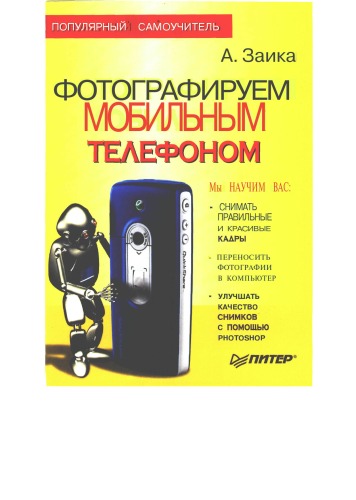 ПОПУЛЯРНЫЙ САМОУЧИТЕЛЬ
А. Заика
ФОТОГРАФИРУЕМ
МОБИЛЬНЫМ
ТЕЛЕФОНОМ
Мы НАУЧИМ ВАС:
• СНИМАТЬ
ПРАВИЛЬНЫЕ
И КРАСИВЫЕ
КАДРЫ
• ПЕРЕНОСИТЬ
ФОТОГРАФИИ
В КОМПЬЮТЕР
• УЛУЧШАТЬ
КАЧЕСТВО
СНИМКОВ
С ПОМОЩЬЮ
PHOTOSHOP
QuickShare
ПИТЕР®